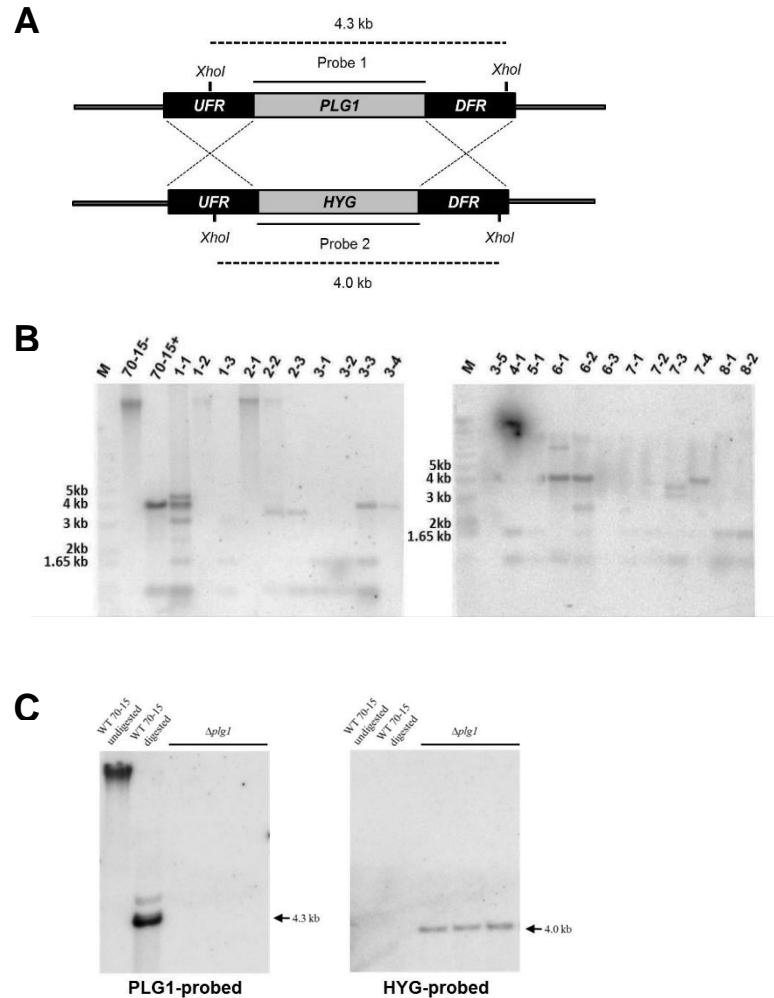 A
4.3 kb
Probe 1
XhoI XhoI
UFR PLG1 DFR
UFR HYG DFR
XhoI XhoI
Probe 2
4.0 kb
B
M 70-15- 70-15+ 1-1 1-2 1-3 2-1 2-2 2-3 3-1 3-2 3-3 3-4
5kb
4 kb
3 kb
2kb
1.65 kb
M 3-5 4-1 5-1 6-1 6-2 6-3 7-1 7-2 7-3 7-4 8-1 8-2
5kb
4 kb
3 kb
2kb
1.65 kb
C
WT 70-15
undigested
WT 70-15
digested
Δplg1
4.3 kb
PLG1-probed
WT 70-15
undigested
WT 70-15
digested
Δplg1
4.0 kb
HYG-probed